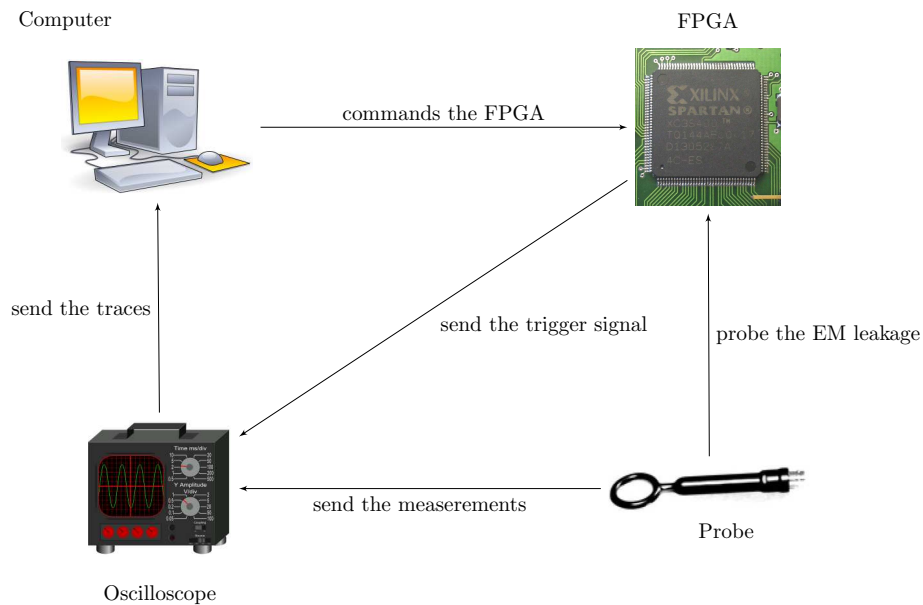 Computer
FPGA
XILINX
SPARTAN®
commands the FPGA
send the traces
send the trigger signal
probe the EM leakage
Time ms/div
Y Amplitude
V/div
send the measerements
Probe
Oscilloscope